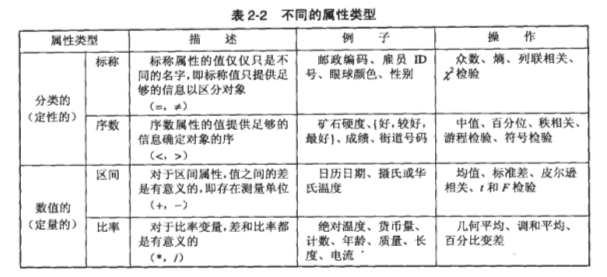 表 2-2 不同的属性类型
属性类型 描 述 例 子 操 作
分类的
(定性的)
标称
标称属性的值仅仅只是不
同的名字,即标称值只提供足
够的信息以区分对象
(=, ≠)
邮政编码、雇员 ID
号、眼球颜色、性别
众数、熵、列联相关、
χ² 检验
序数
序数属性的值提供足够的
信息确定对象的序
(<, >)
矿石硬度、{好,较好,
最好}、成绩、街道号码
中值、百分位、秩相关、
游程检验、符号检验
数值的
(定量的)
区间
对于区间属性,值之间的差
是有意义的,即存在测量单位
(+, -)
日历日期、摄氏或华
氏温度
均值、标准差、皮尔逊
相关、t 和 F 检验
比率
对于比率变量,差和比率都
是有意义的
(*, /)
绝对温度、货币量、
计数、年龄、质量、长
度、电流
几何平均、调和平均、
百分比变差